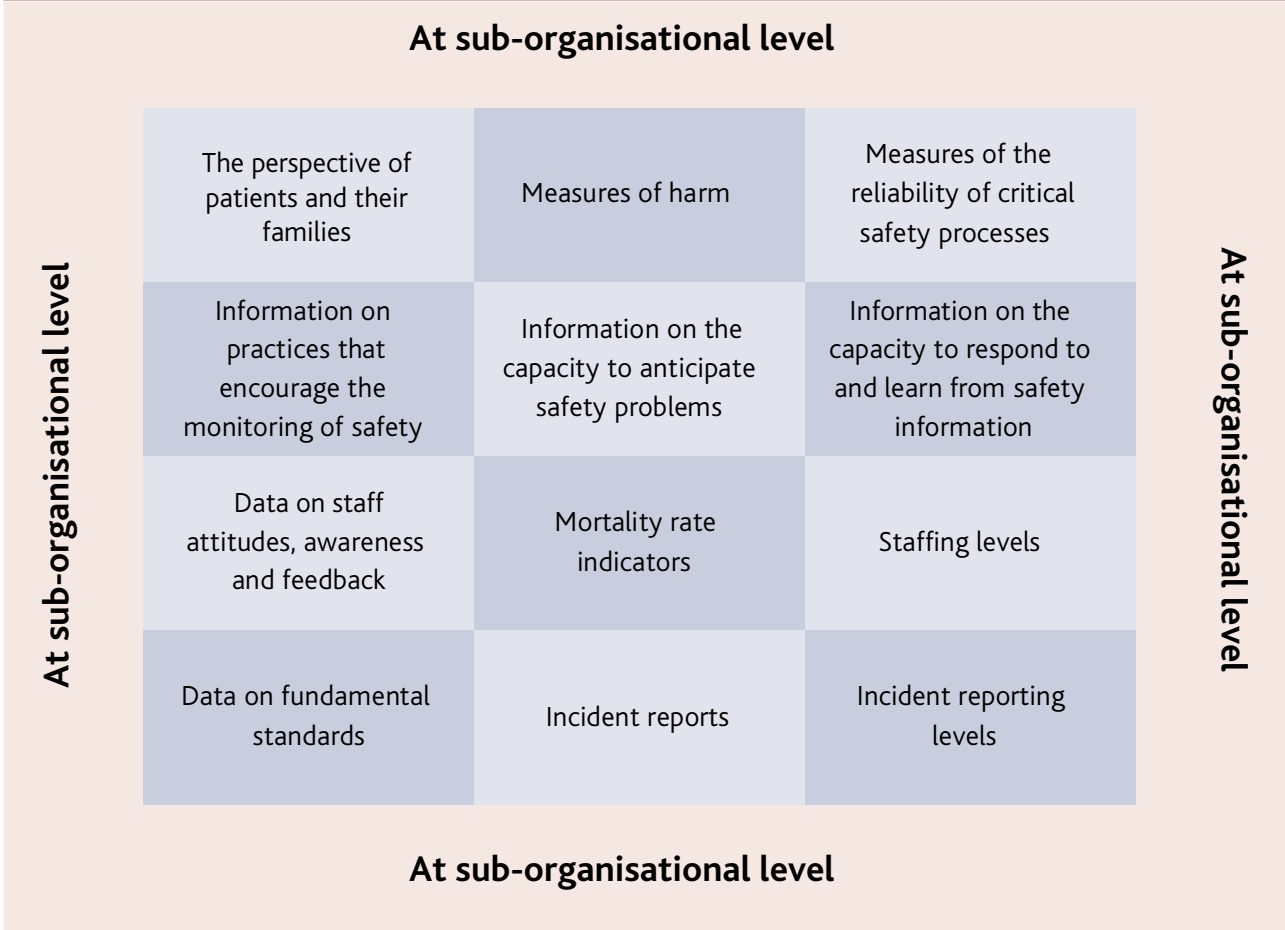 At sub-organisational level
At sub-organisational level
The perspective of
patients and their
families
Measures of harm
Measures of the
reliability of critical
safety processes
Information on
practices that
encourage the
monitoring of safety
Information on the
capacity to anticipate
safety problems
Information on the
capacity to respond to
and learn from safety
information
Data on staff
attitudes, awareness
and feedback
Mortality rate
indicators
Staffing levels
Data on fundamental
standards
Incident reports
Incident reporting
levels
At sub-organisational level
At sub-organisational level